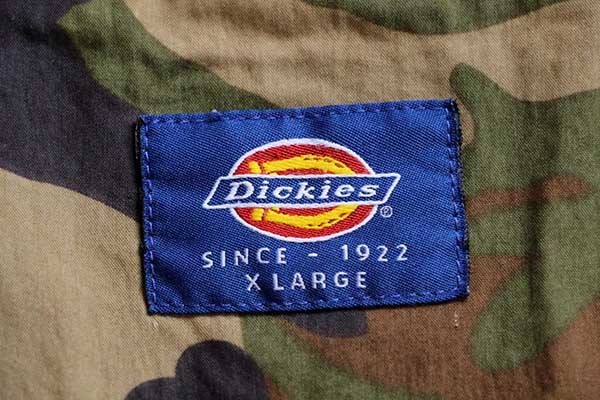 Dickies®
SINCE - 1922
X LARGE